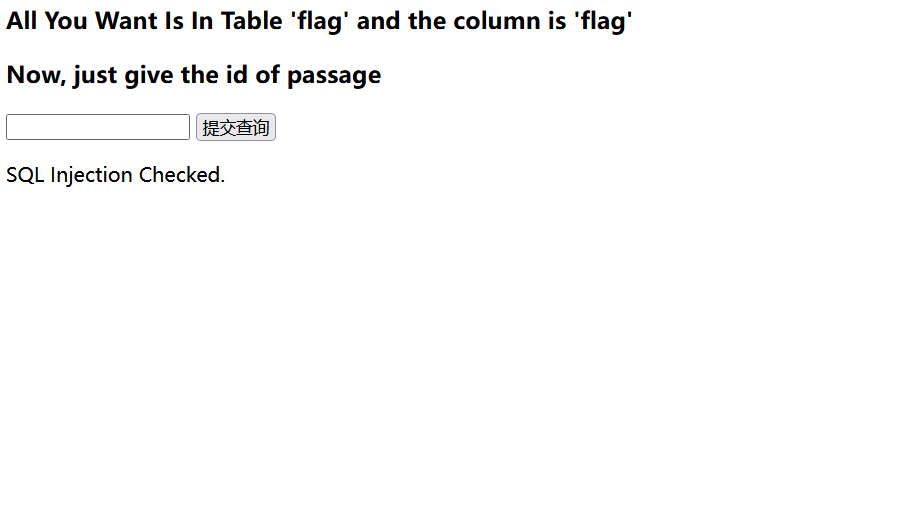 All You Want Is In Table 'flag' and the column is 'flag'
Now, just give the id of passage
提交查询
SQL Injection Checked.